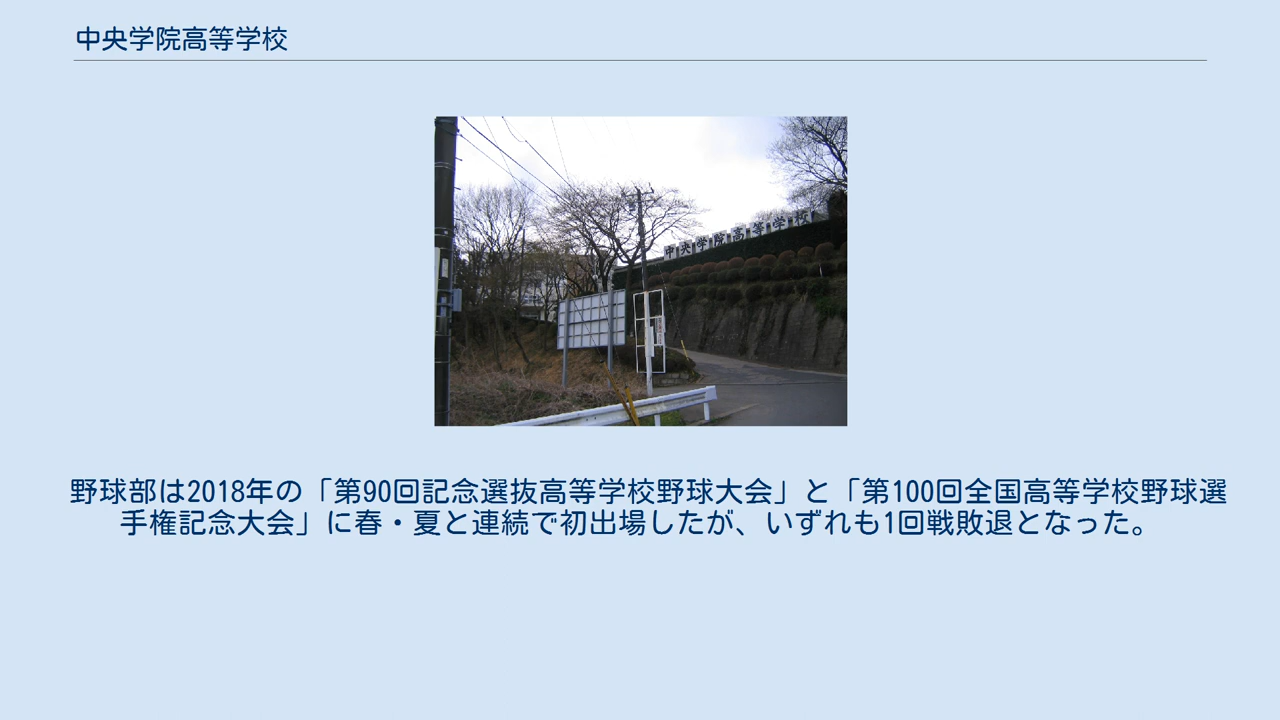 中央学院高等学校
中央学院高等学校
野球部は2018年の「第90回記念選抜高等学校野球大会」と「第100回全国高等学校野球選
手権記念大会」に春・夏と連続で初出場したが、いずれも1回戦敗退となった。